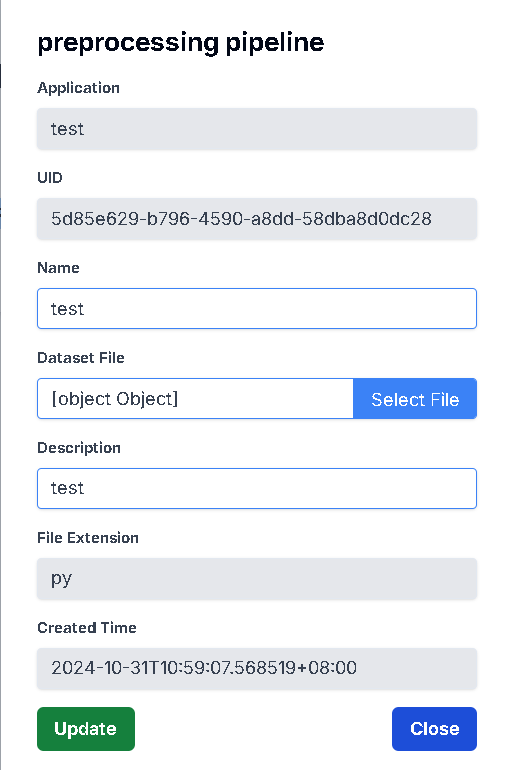 preprocessing pipeline
Application
test
UID
5d85e629-b796-4590-a8dd-58dba8d0dc28
Name
test
Dataset File
[object Object] Select File
Description
test
File Extension
py
Created Time
2024-10-31T10:59:07.568519+08:00
Update Close